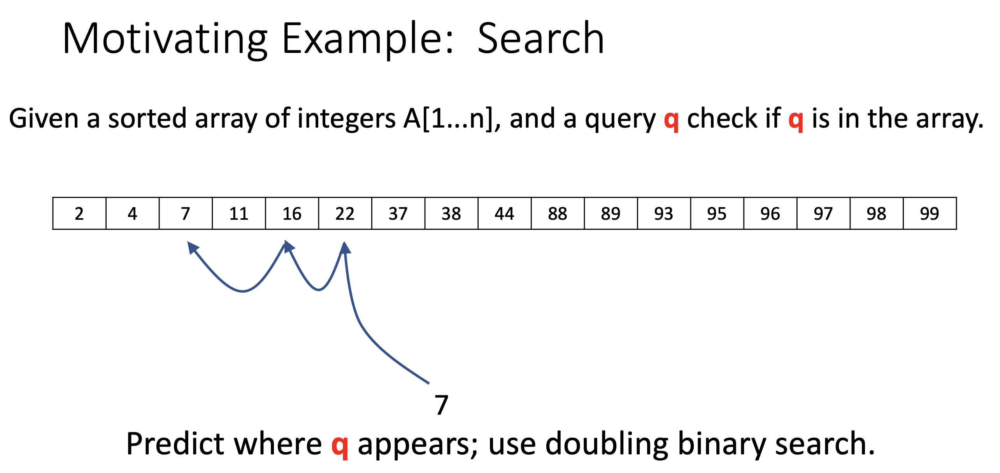 Motivating Example: Search
Given a sorted array of integers A[1...n], and a query q check if q is in the array.
2 4 7 11 16 22 37 38 44 88 89 93 95 96 97 98 99
7
Predict where q appears; use doubling binary search.